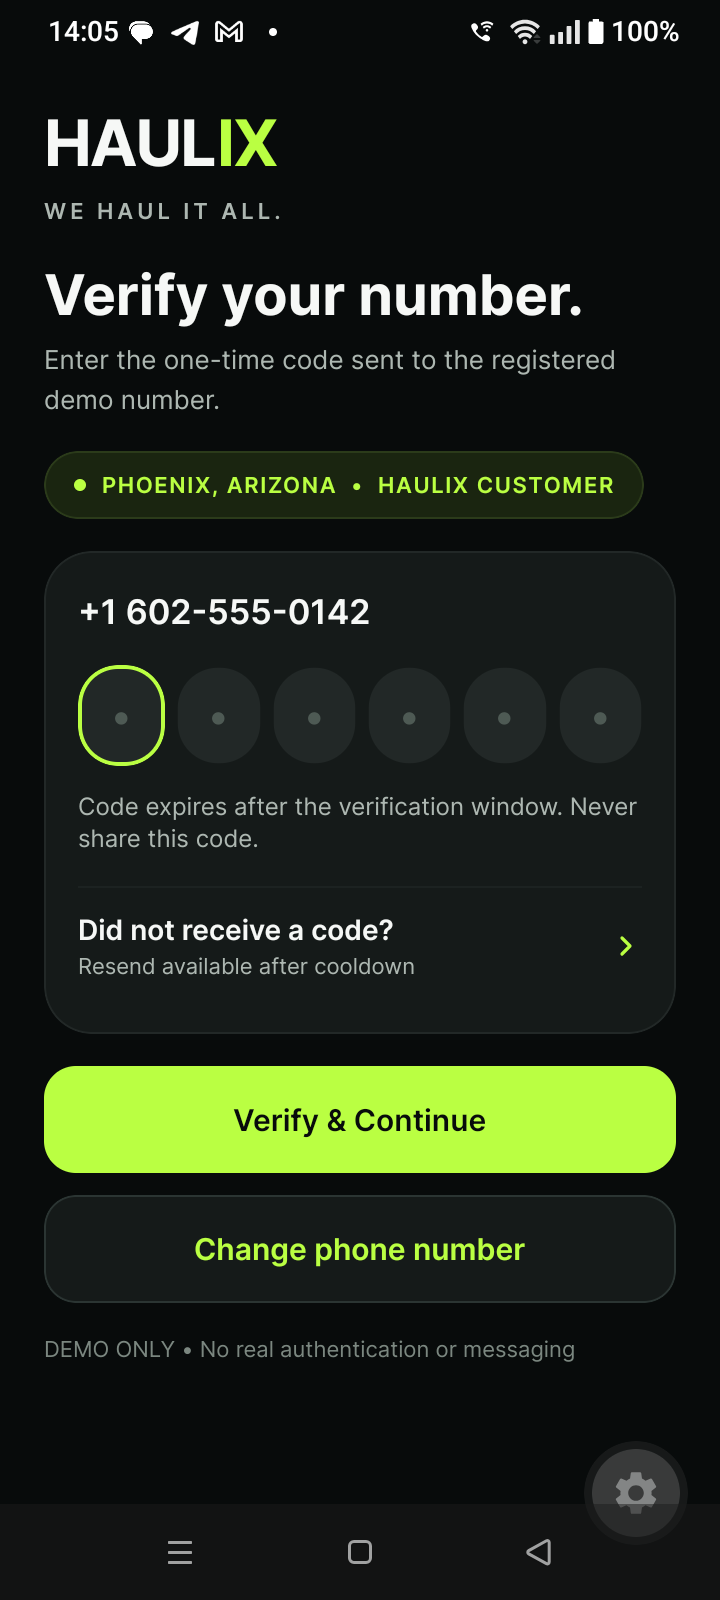 14:05
100%
HAULIX
WE HAUL IT ALL.
Verify your number.
Enter the one-time code sent to the registered
demo number.
PHOENIX, ARIZONA • HAULIX CUSTOMER
+1 602-555-0142
Code expires after the verification window. Never
share this code.
Did not receive a code?
Resend available after cooldown
Verify & Continue
Change phone number
DEMO ONLY • No real authentication or messaging